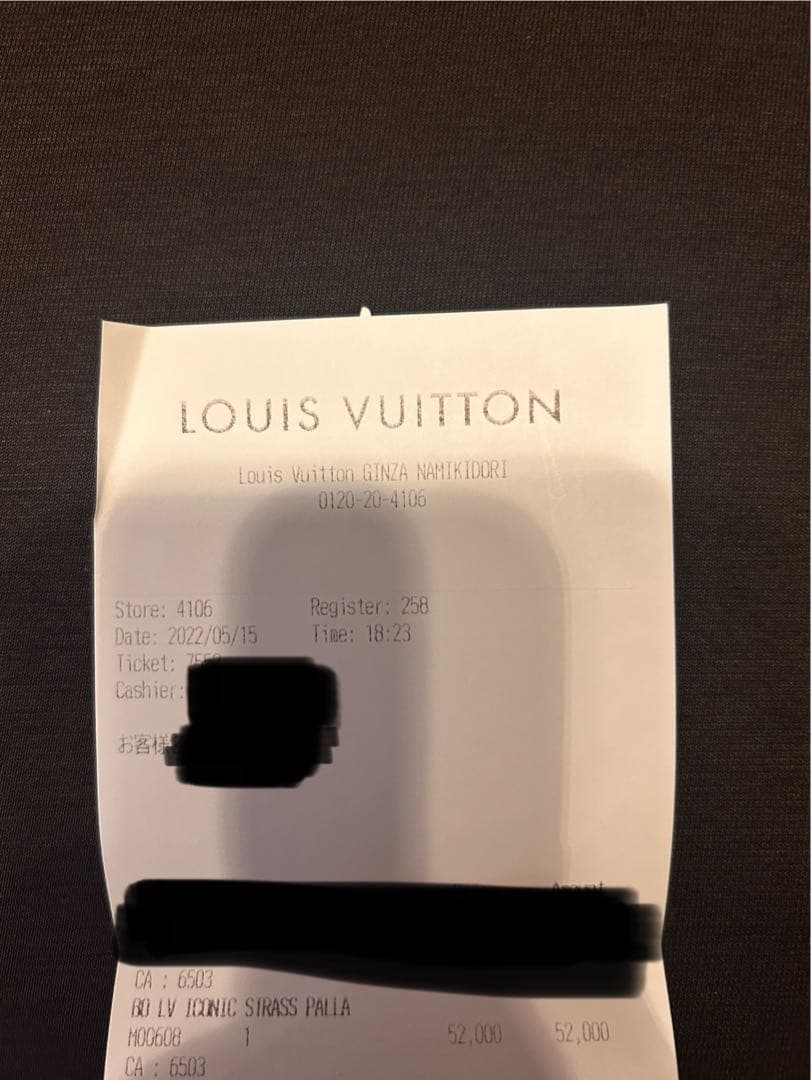 LOUIS VUITTON
Louis Vuitton GINZA NAMIKIDORI
0120-20-4106
Store: 4106 Register: 258
Date: 2022/05/15 Time: 18:23
Ticket:
Cashier:
お客様
Amount
CA : 6503
BO LV ICONIC STRASS PALLA
M00608 1 52,000 52,000
CA : 6503